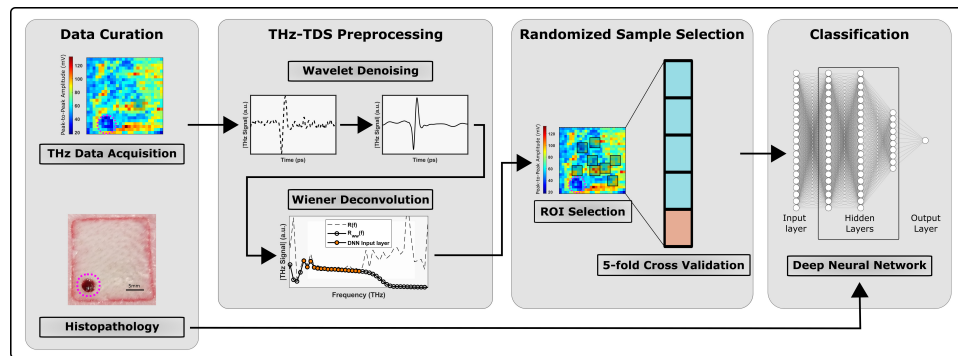 Data Curation
Peak-to-Peak Amplitude (mV)
120
100
80
60
40
20
THz Data Acquisition
5mm
Histopathology
THz-TDS Preprocessing
Wavelet Denoising
|THz Signal| (a.u.)
Time (ps)
|THz Signal| (a.u.)
Time (ps)
Wiener Deconvolution
|THz Signal| (a.u.)
R(f)
DNN Input layer
Frequency (THz)
Randomized Sample Selection
Peak-to-Peak Amplitude (mV)
120
100
80
60
40
20
ROI Selection
5-fold Cross Validation
Classification
Input
layer
Hidden
Layers
Output
Layer
Deep Neural Network